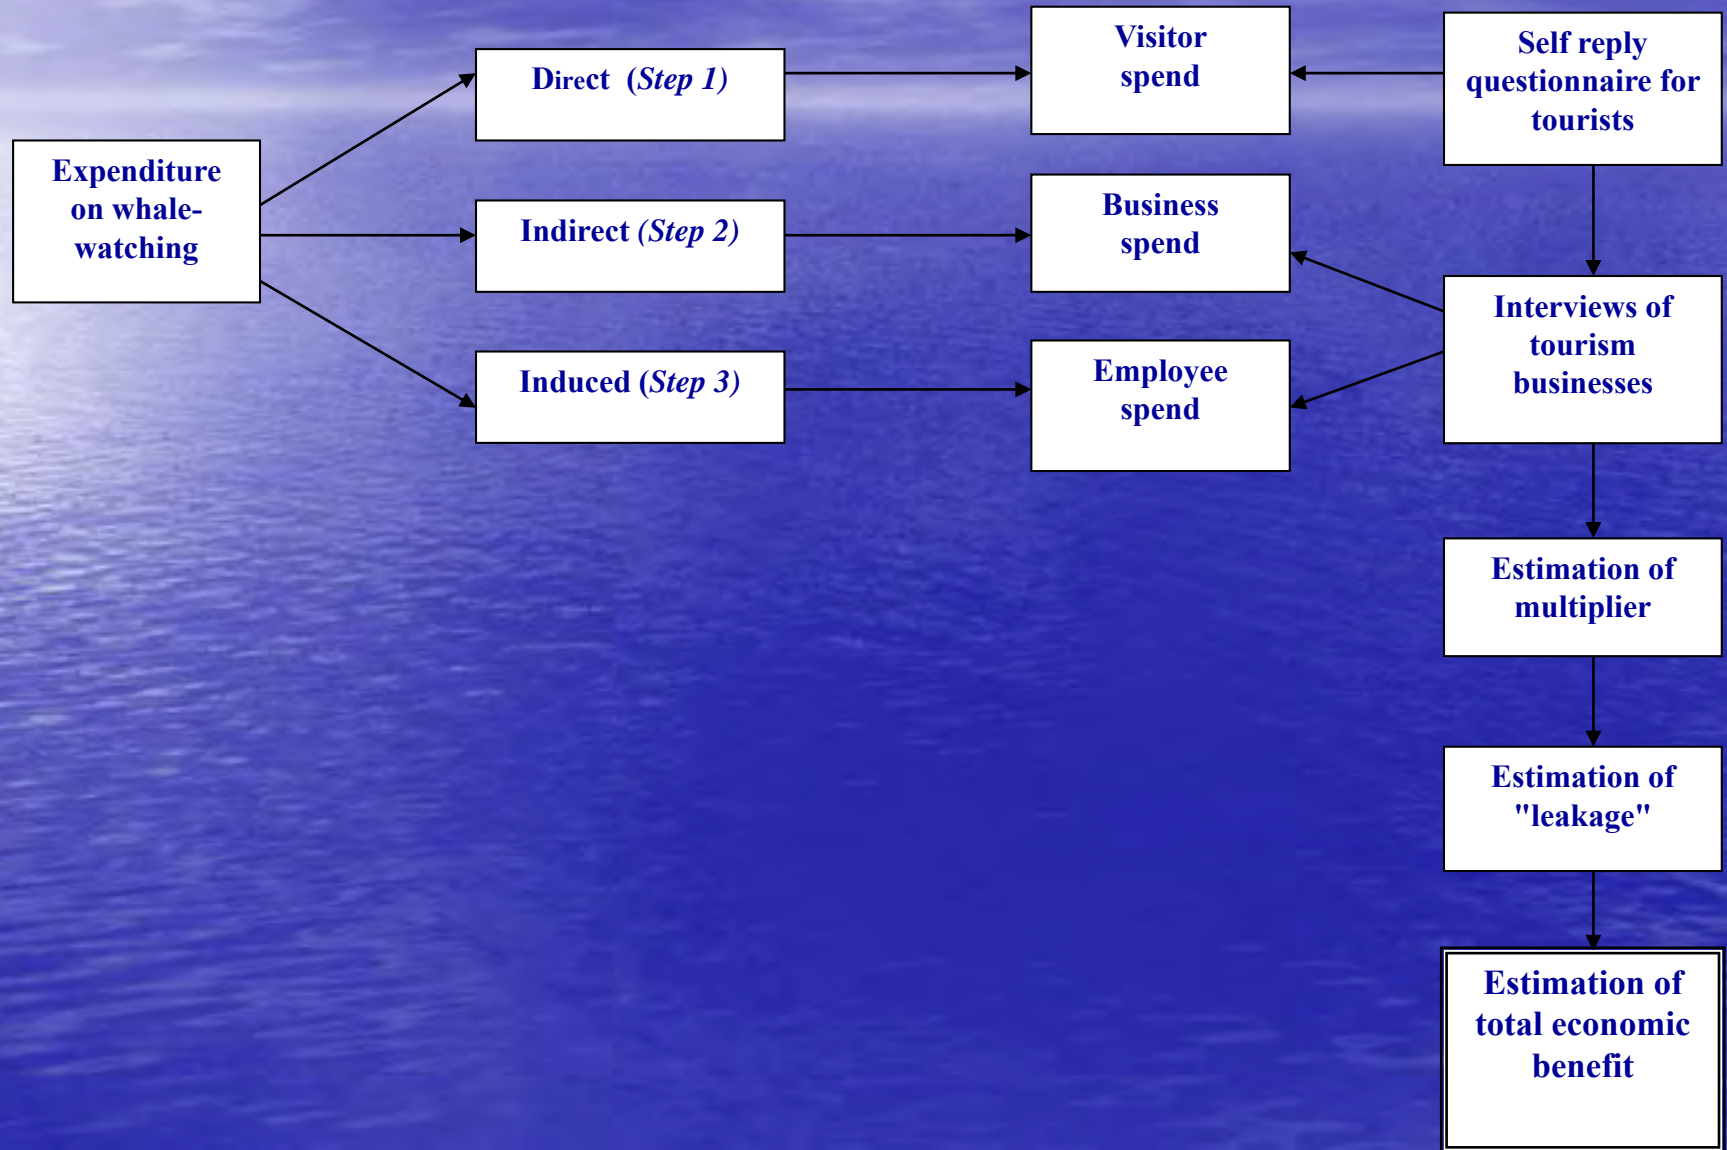 Expenditure
on whale-
watching
Direct (Step 1)
Indirect (Step 2)
Induced (Step 3)
Visitor
spend
Business
spend
Employee
spend
Self reply
questionnaire for
tourists
Interviews of
tourism
businesses
Estimation of
multiplier
Estimation of
"leakage"
Estimation of
total economic
benefit